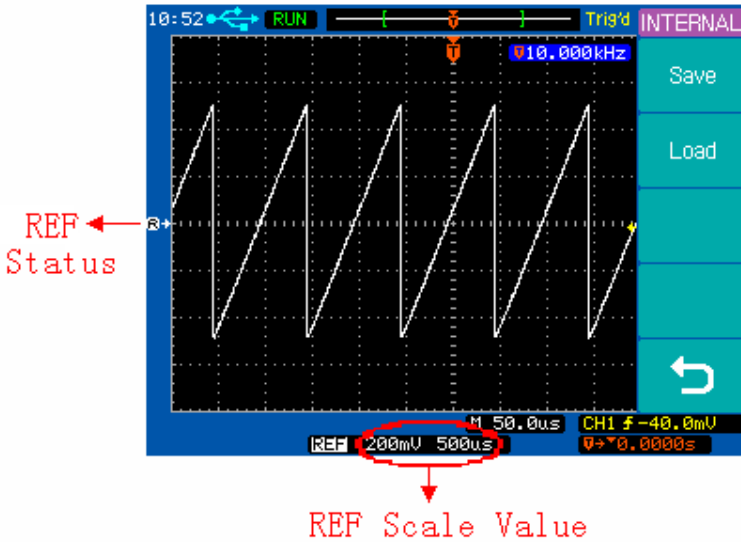 10:52 RUN T Trig'd INTERNAL
T
T 10.000kHz
Save
Load
REF
Status
R
M 50.0us CH1 -40.0mV
REF 200mV 500us T→▼0.0000s
REF Scale Value